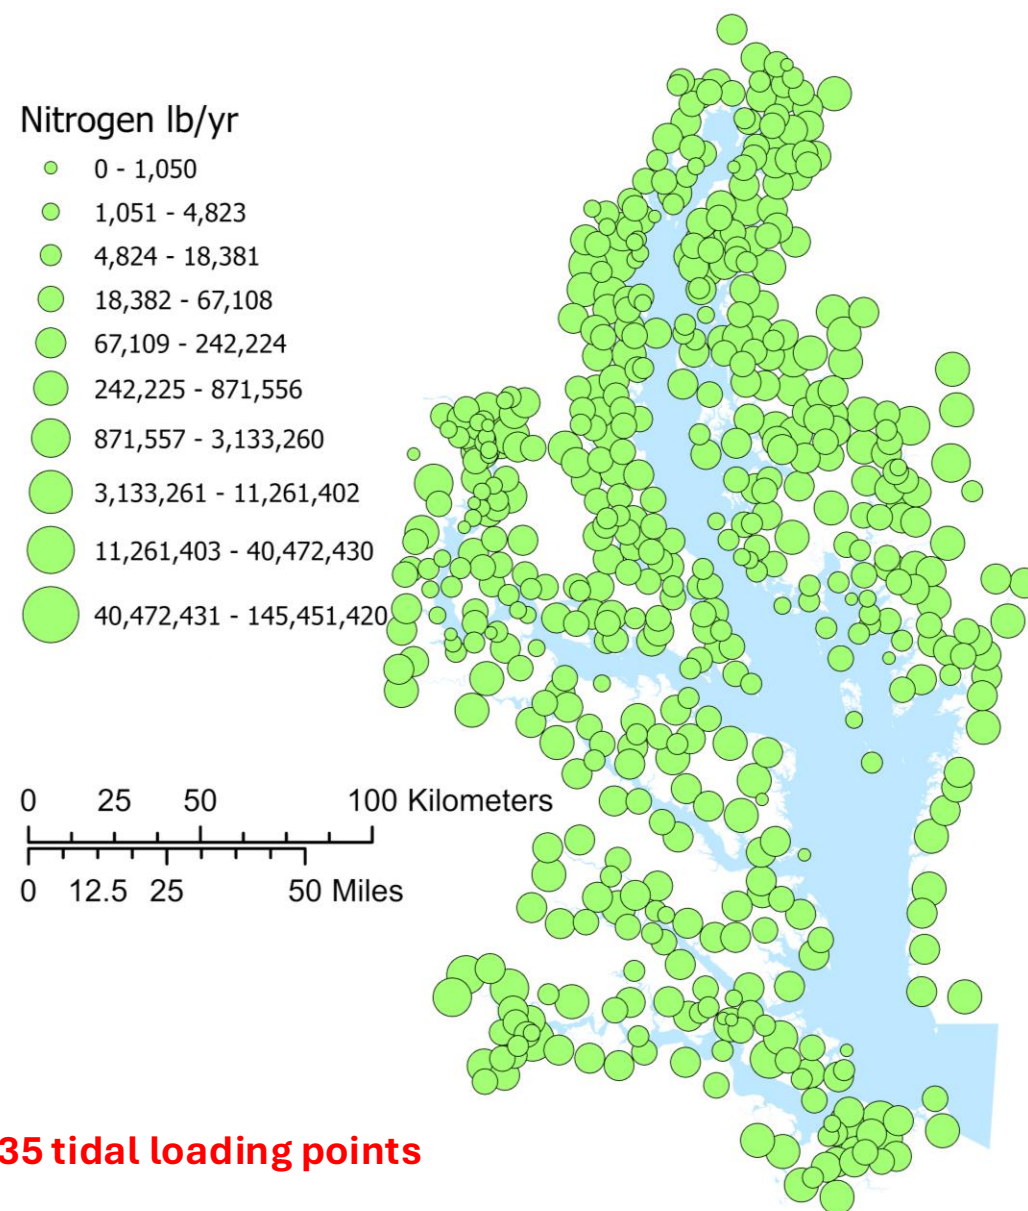 Nitrogen lb/yr
0 - 1,050
1,051 - 4,823
4,824 - 18,381
18,382 - 67,108
67,109 - 242,224
242,225 - 871,556
871,557 - 3,133,260
3,133,261 - 11,261,402
11,261,403 - 40,472,430
40,472,431 - 145,451,420
0 25 50 100 Kilometers
0 12.5 25 50 Miles
35 tidal loading points